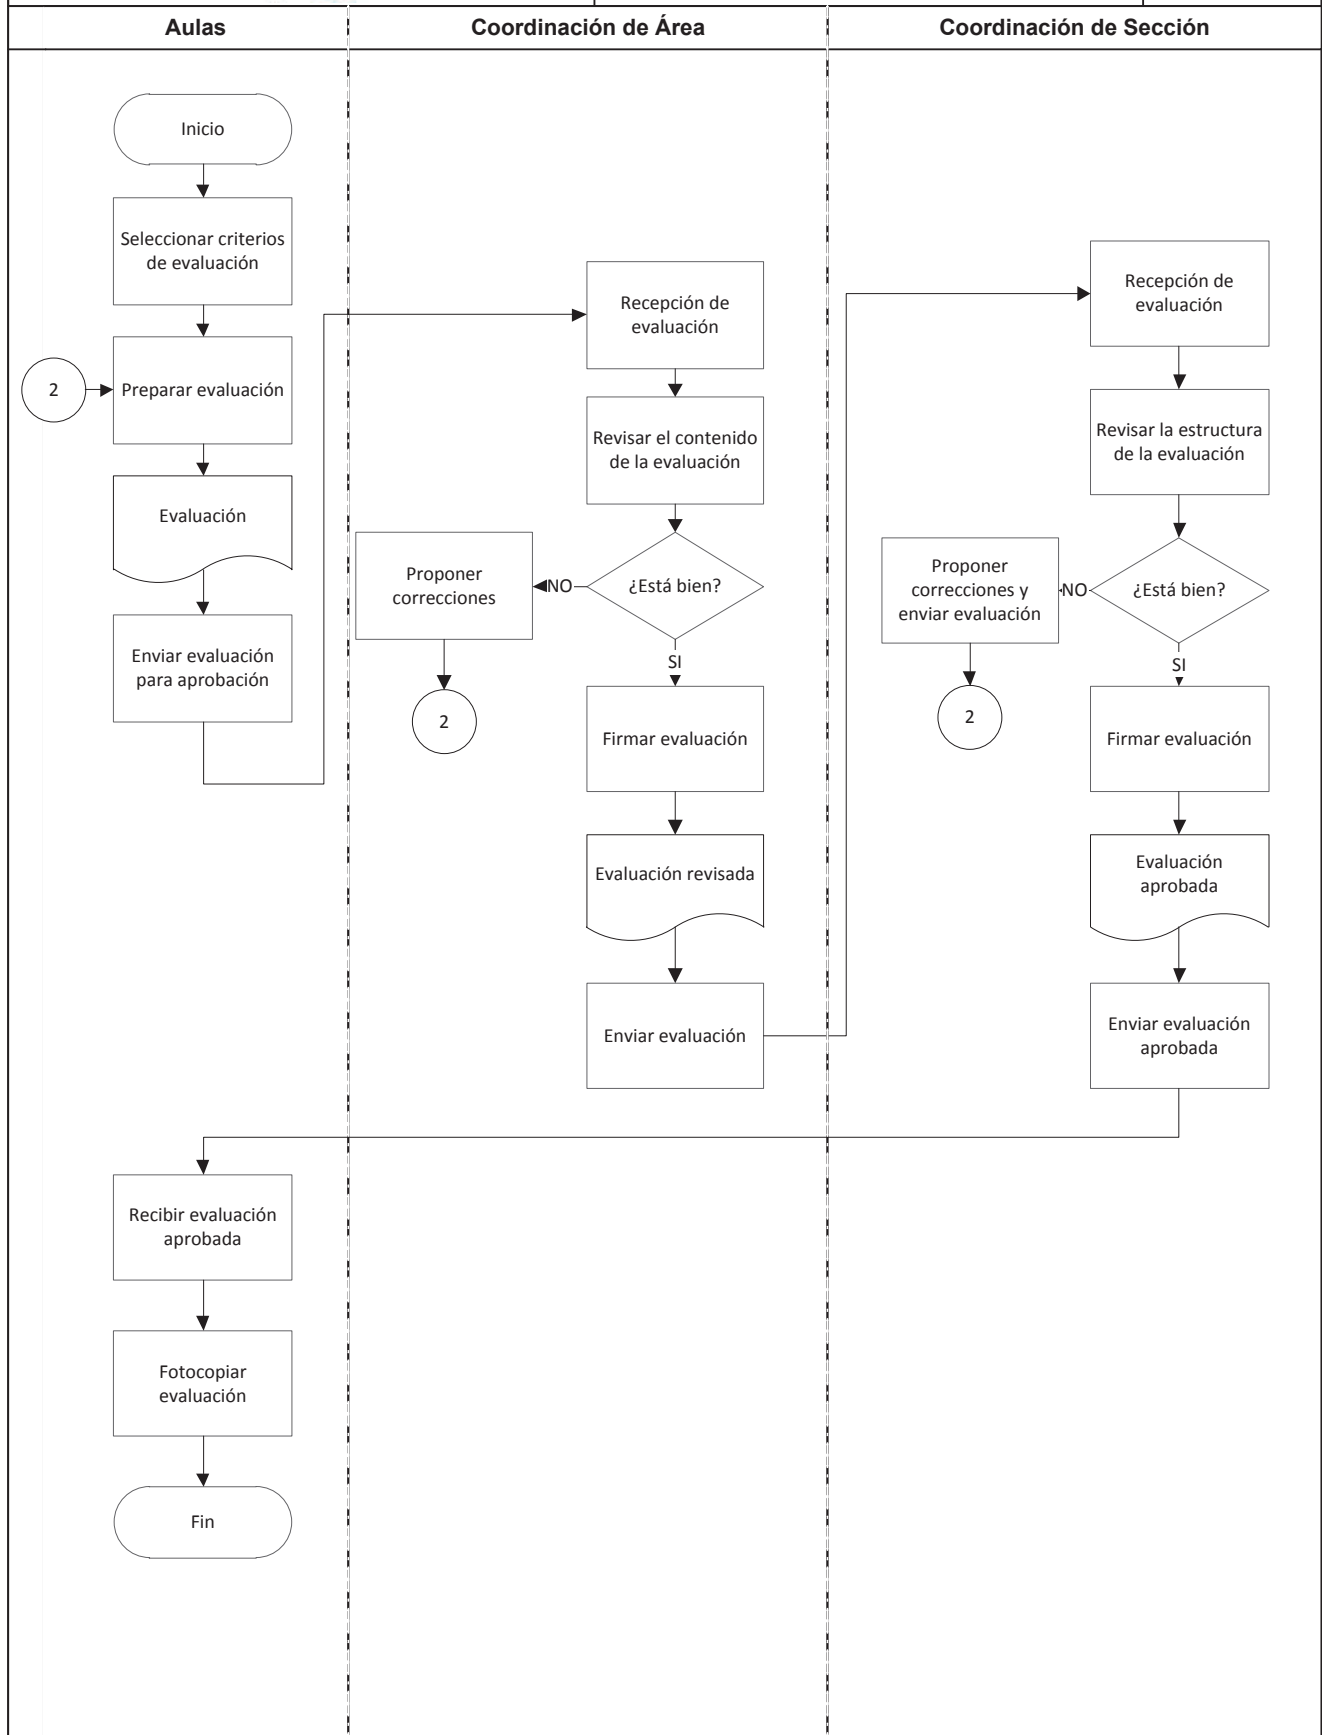 Aulas
Coordinación de Área
Coordinación de Sección
Inicio
Seleccionar criterios
de evaluación
2
Preparar evaluación
Evaluación
Enviar evaluación
para aprobación
Recepción de
evaluación
Revisar el contenido
de la evaluación
¿Está bien?
NO
Proponer
correcciones
2
SI
Firmar evaluación
Evaluación revisada
Enviar evaluación
Recepción de
evaluación
Revisar la estructura
de la evaluación
¿Está bien?
NO
Proponer
correcciones y
enviar evaluación
2
SI
Firmar evaluación
Evaluación
aprobada
Enviar evaluación
aprobada
Recibir evaluación
aprobada
Fotocopiar
evaluación
Fin